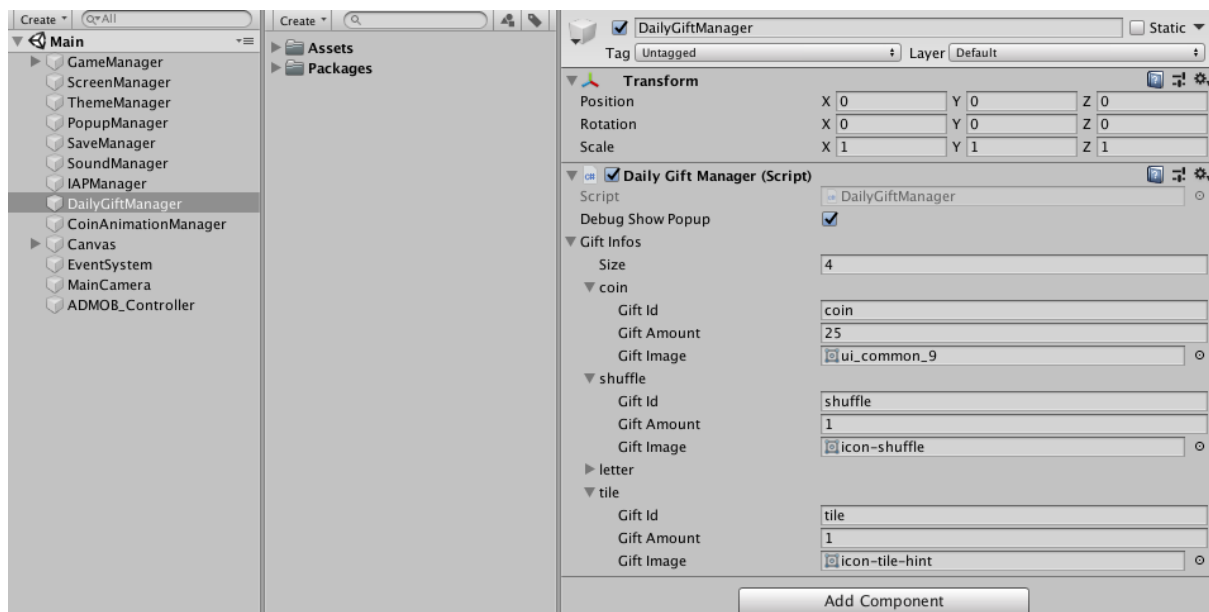 Create
All
Main
GameManager
ScreenManager
ThemeManager
PopupManager
SaveManager
SoundManager
IAPManager
DailyGiftManager
CoinAnimationManager
Canvas
EventSystem
MainCamera
ADMOB_Controller
Create
Assets
Packages
DailyGiftManager Static
Tag Untagged Layer Default
Transform
Position X 0 Y 0 Z 0
Rotation X 0 Y 0 Z 0
Scale X 1 Y 1 Z 1
Daily Gift Manager (Script)
Script DailyGiftManager
Debug Show Popup
Gift Infos
Size 4
coin
Gift Id coin
Gift Amount 25
Gift Image ui_common_9
shuffle
Gift Id shuffle
Gift Amount 1
Gift Image icon-shuffle
letter
tile
Gift Id tile
Gift Amount 1
Gift Image icon-tile-hint
Add Component